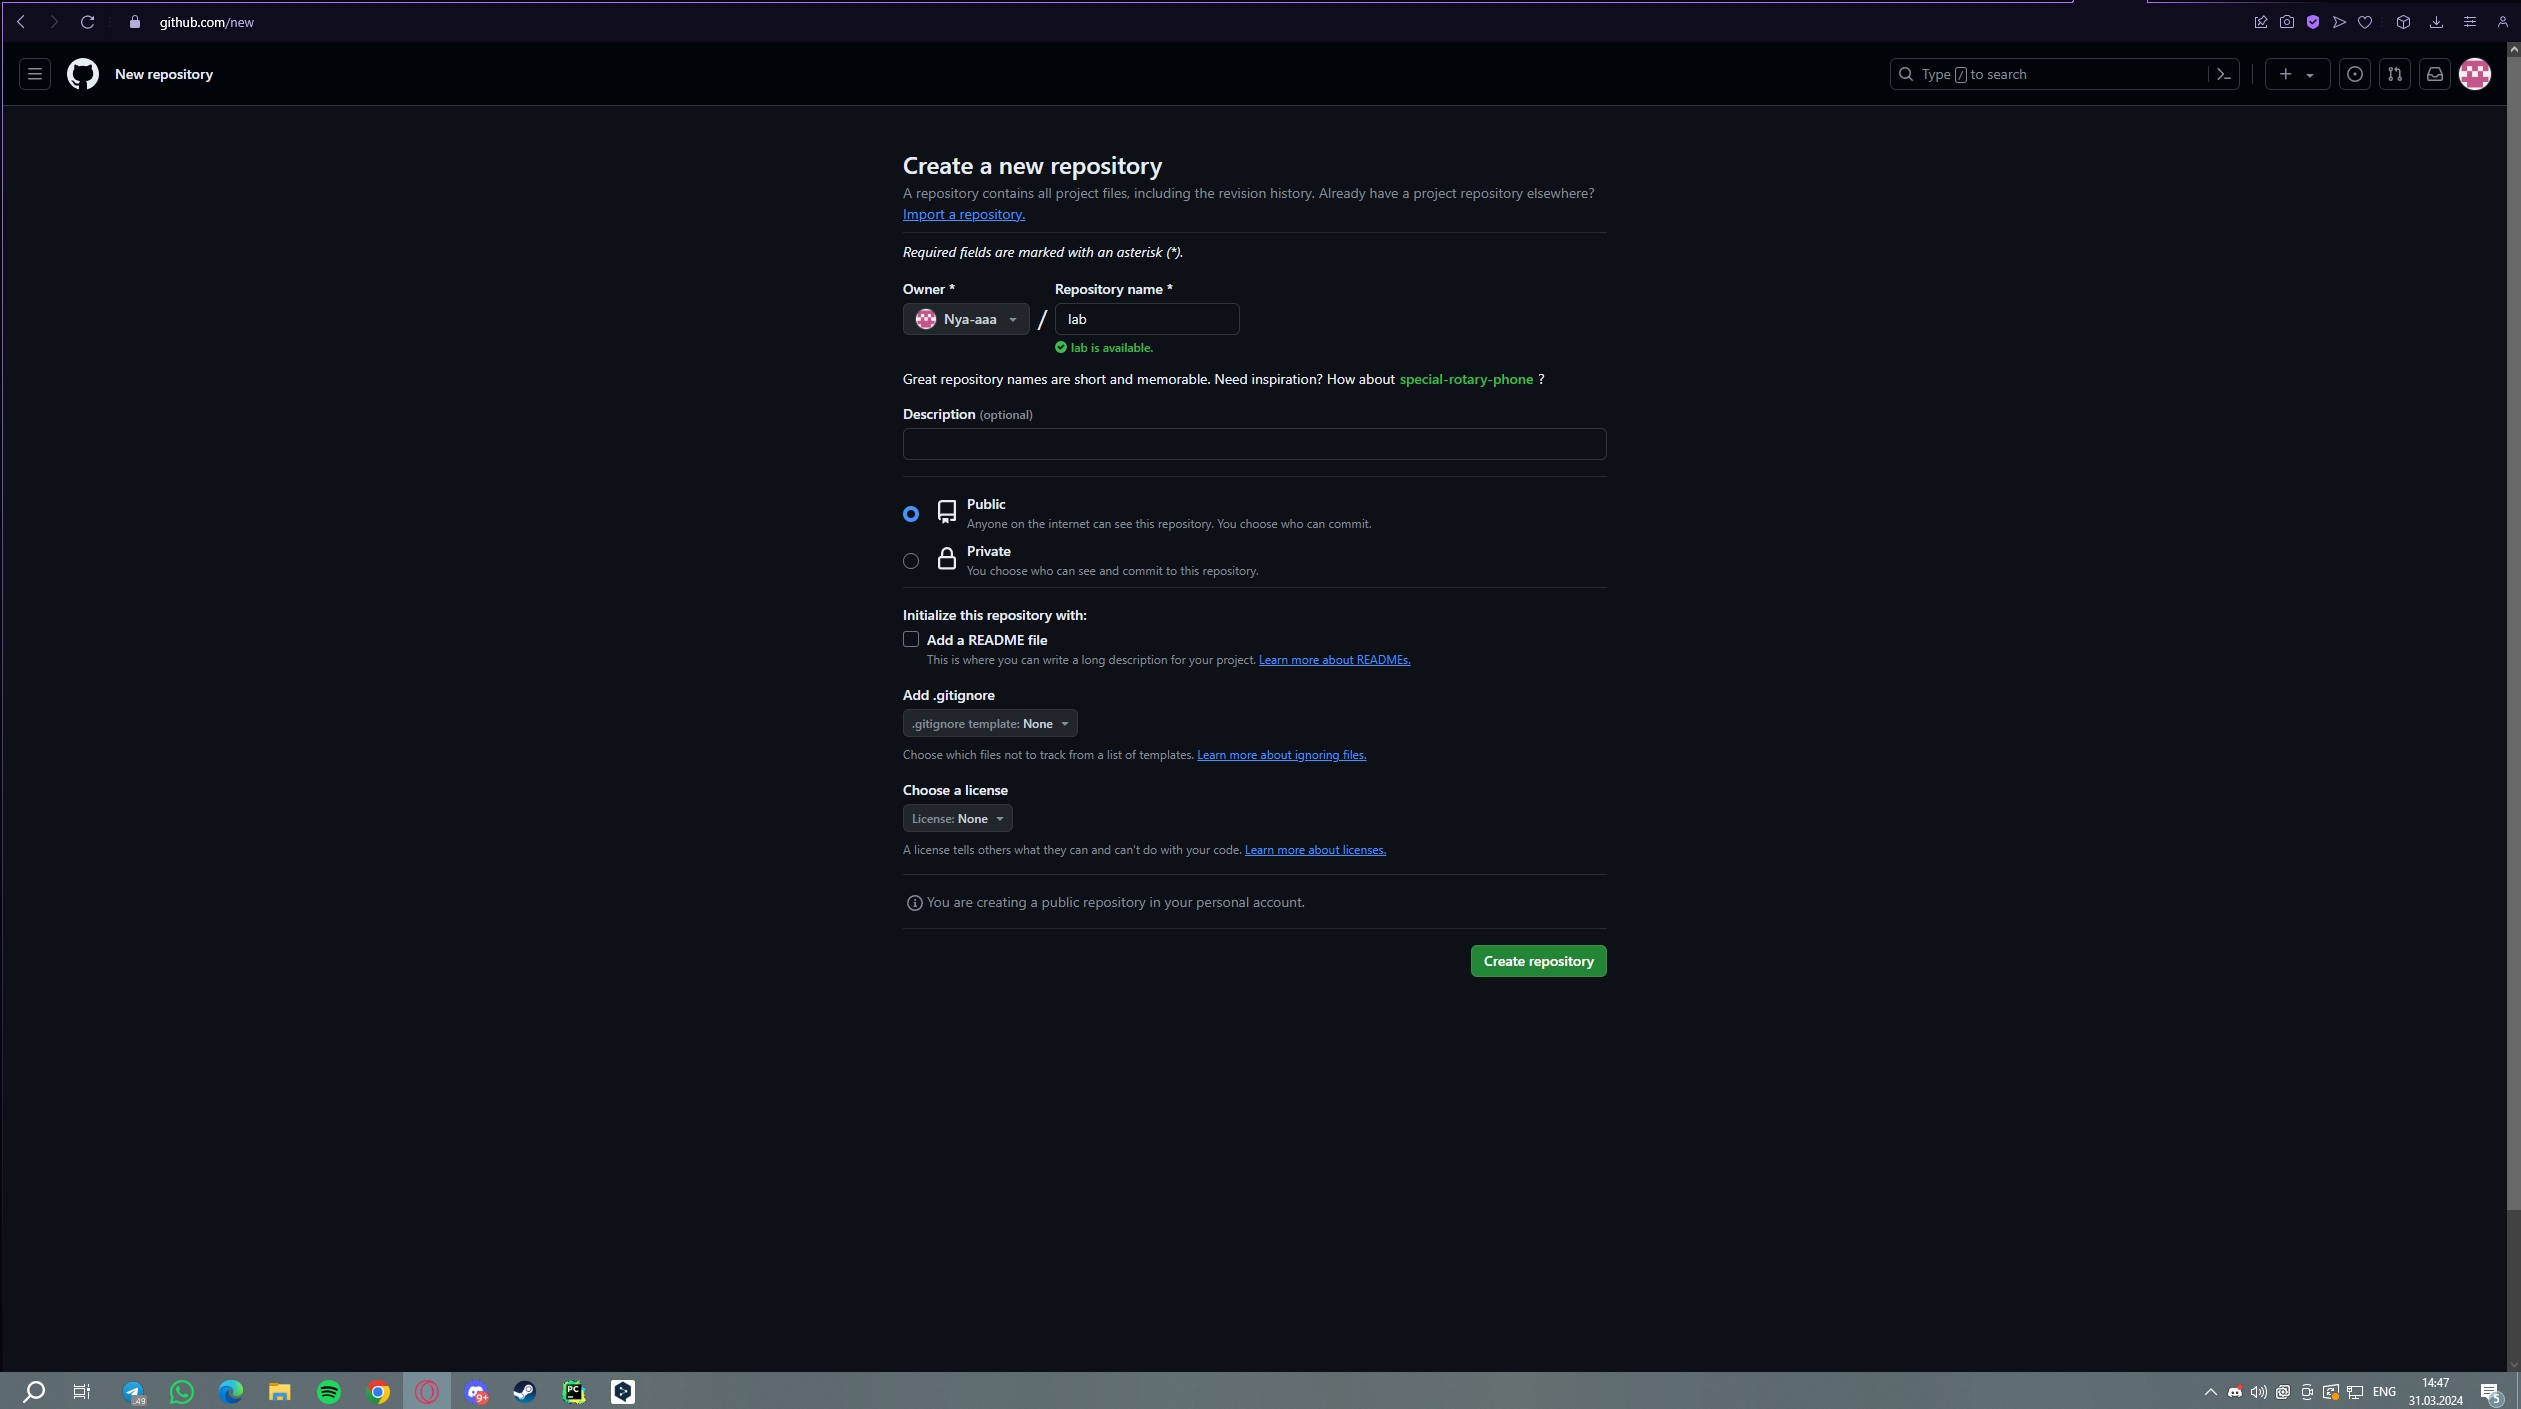 github.com/new
New repository
Type / to search
Create a new repository
A repository contains all project files, including the revision history. Already have a project repository elsewhere?
Import a repository.
Required fields are marked with an asterisk (*).
Owner *
Repository name *
Nya-aaa
/
lab
lab is available.
Great repository names are short and memorable. Need inspiration? How about special-rotary-phone ?
Description (optional)
Public
Anyone on the internet can see this repository. You choose who can commit.
Private
You choose who can see and commit to this repository.
Initialize this repository with:
Add a README file
This is where you can write a long description for your project. Learn more about READMEs.
Add .gitignore
.gitignore template: None
Choose which files not to track from a list of templates. Learn more about ignoring files.
Choose a license
License: None
A license tells others what they can and can't do with your code. Learn more about licenses.
You are creating a public repository in your personal account.
Create repository
.49
9+
PC
ENG
14:47
31.03.2024
5